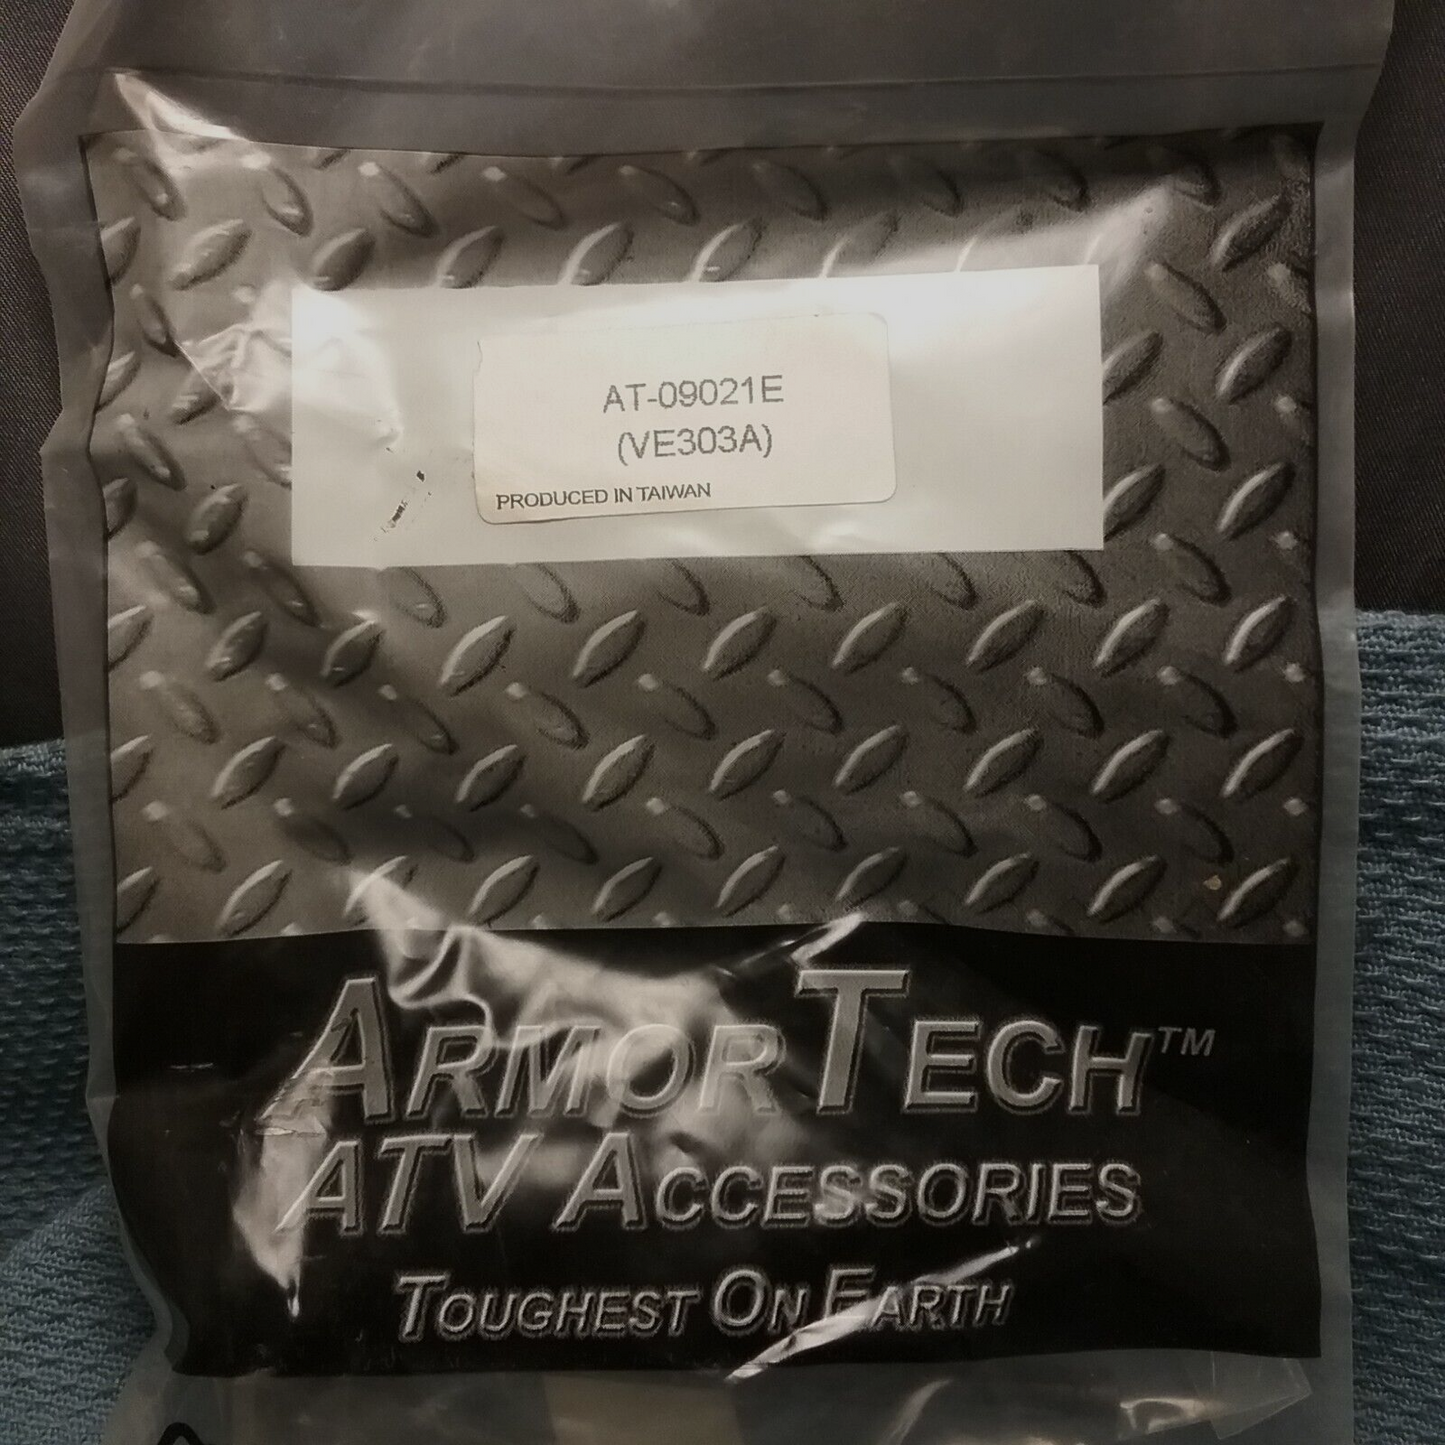 AT-09021E
(VE303A)
PRODUCED IN TAIWAN
ARMORTECH™
ATV ACCESSORIES
TOUGHEST ON EARTH